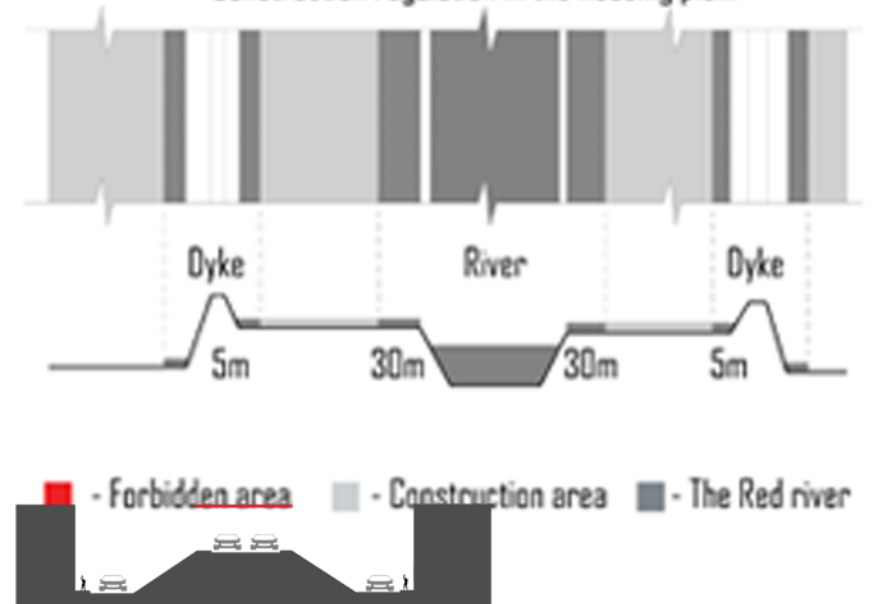 Dyke River Dyke
5m 30m 30m 5m
- Forbidden area - Construction area - The Red river